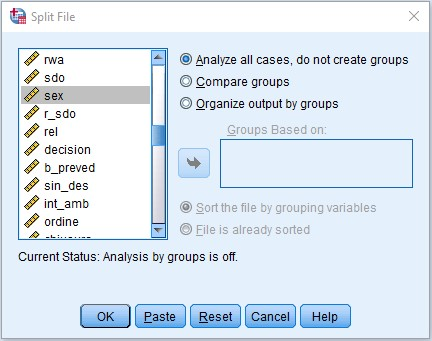 Split File
rwa
sdo
sex
r_sdo
rel
decision
b_preved
sin_des
int_amb
ordine
Analyze all cases, do not create groups
Compare groups
Organize output by groups
Groups Based on:
Sort the file by grouping variables
File is already sorted
Current Status: Analysis by groups is off.
OK Paste Reset Cancel Help